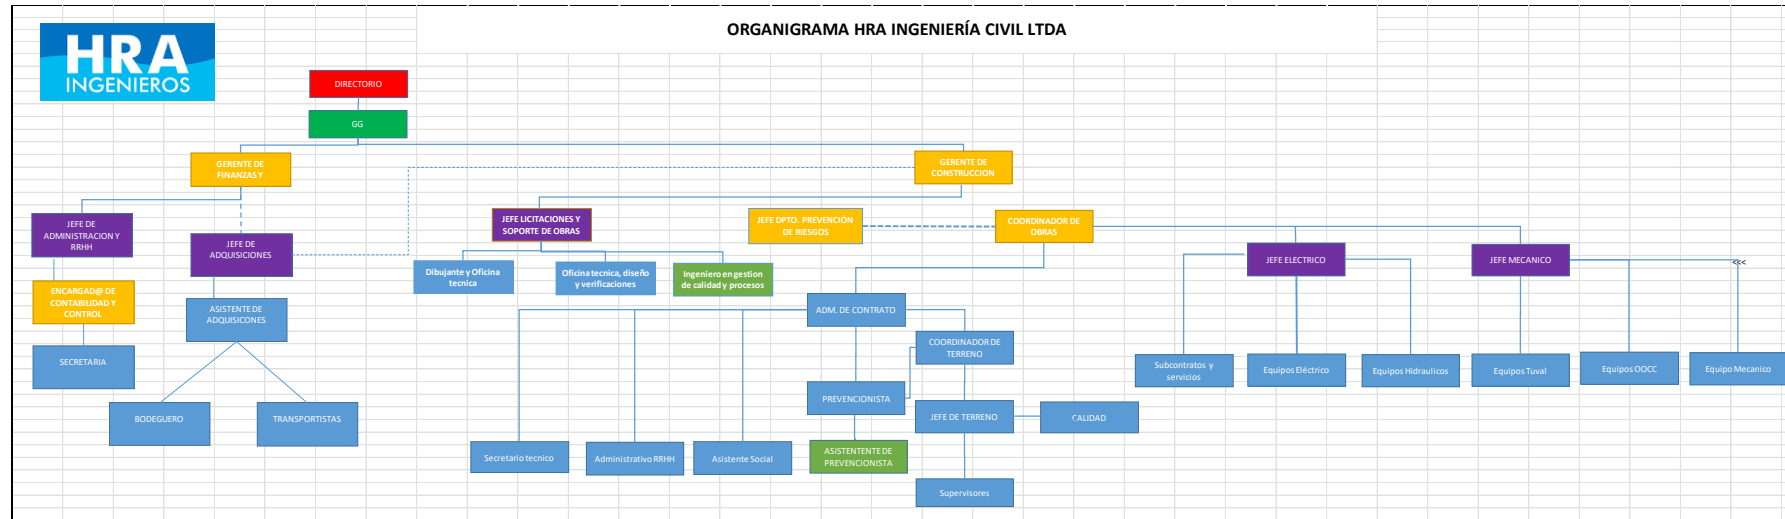 ORGANIGRAMA HRA INGENIERÍA CIVIL LTDA
HRA
INGENIEROS
DIRECTORIO
GG
GERENTE DE
FINANZAS Y
GERENTE DE
CONSTRUCCION
JEFE DE
ADMINISTRACION Y
RRHH
JEFE DE
ADQUISICIONES
JEFE LICITACIONES Y
SOPORTE DE OBRAS
JEFE DPTO. PREVENCIÓN
DE RIESGOS
COORDINADOR DE
OBRAS
JEFE ELECTRICO
JEFE MECANICO
<<<
Dibujante y Oficina
tecnica
Oficina tecnica, diseño
y verificaciones
Ingeniero en gestion
de calidad y procesos
ENCARGAD@ DE
CONTABILIDAD Y
CONTROL
ASISTENTE DE
ADQUISICONES
ADM. DE CONTRATO
COORDINADOR DE
TERRENO
SECRETARIA
Subcontratos y
servicios
Equipos Eléctrico
Equipos Hidraulicos
Equipos Tuval
Equipos OOCC
Equipo Mecanico
PREVENCIONISTA
BODEGUERO
TRANSPORTISTAS
JEFE DE TERRENO
CALIDAD
Secretario tecnico
Administrativo RRHH
Asistente Social
ASISTENTENTE DE
PREVENCIONISTA
Supervisores